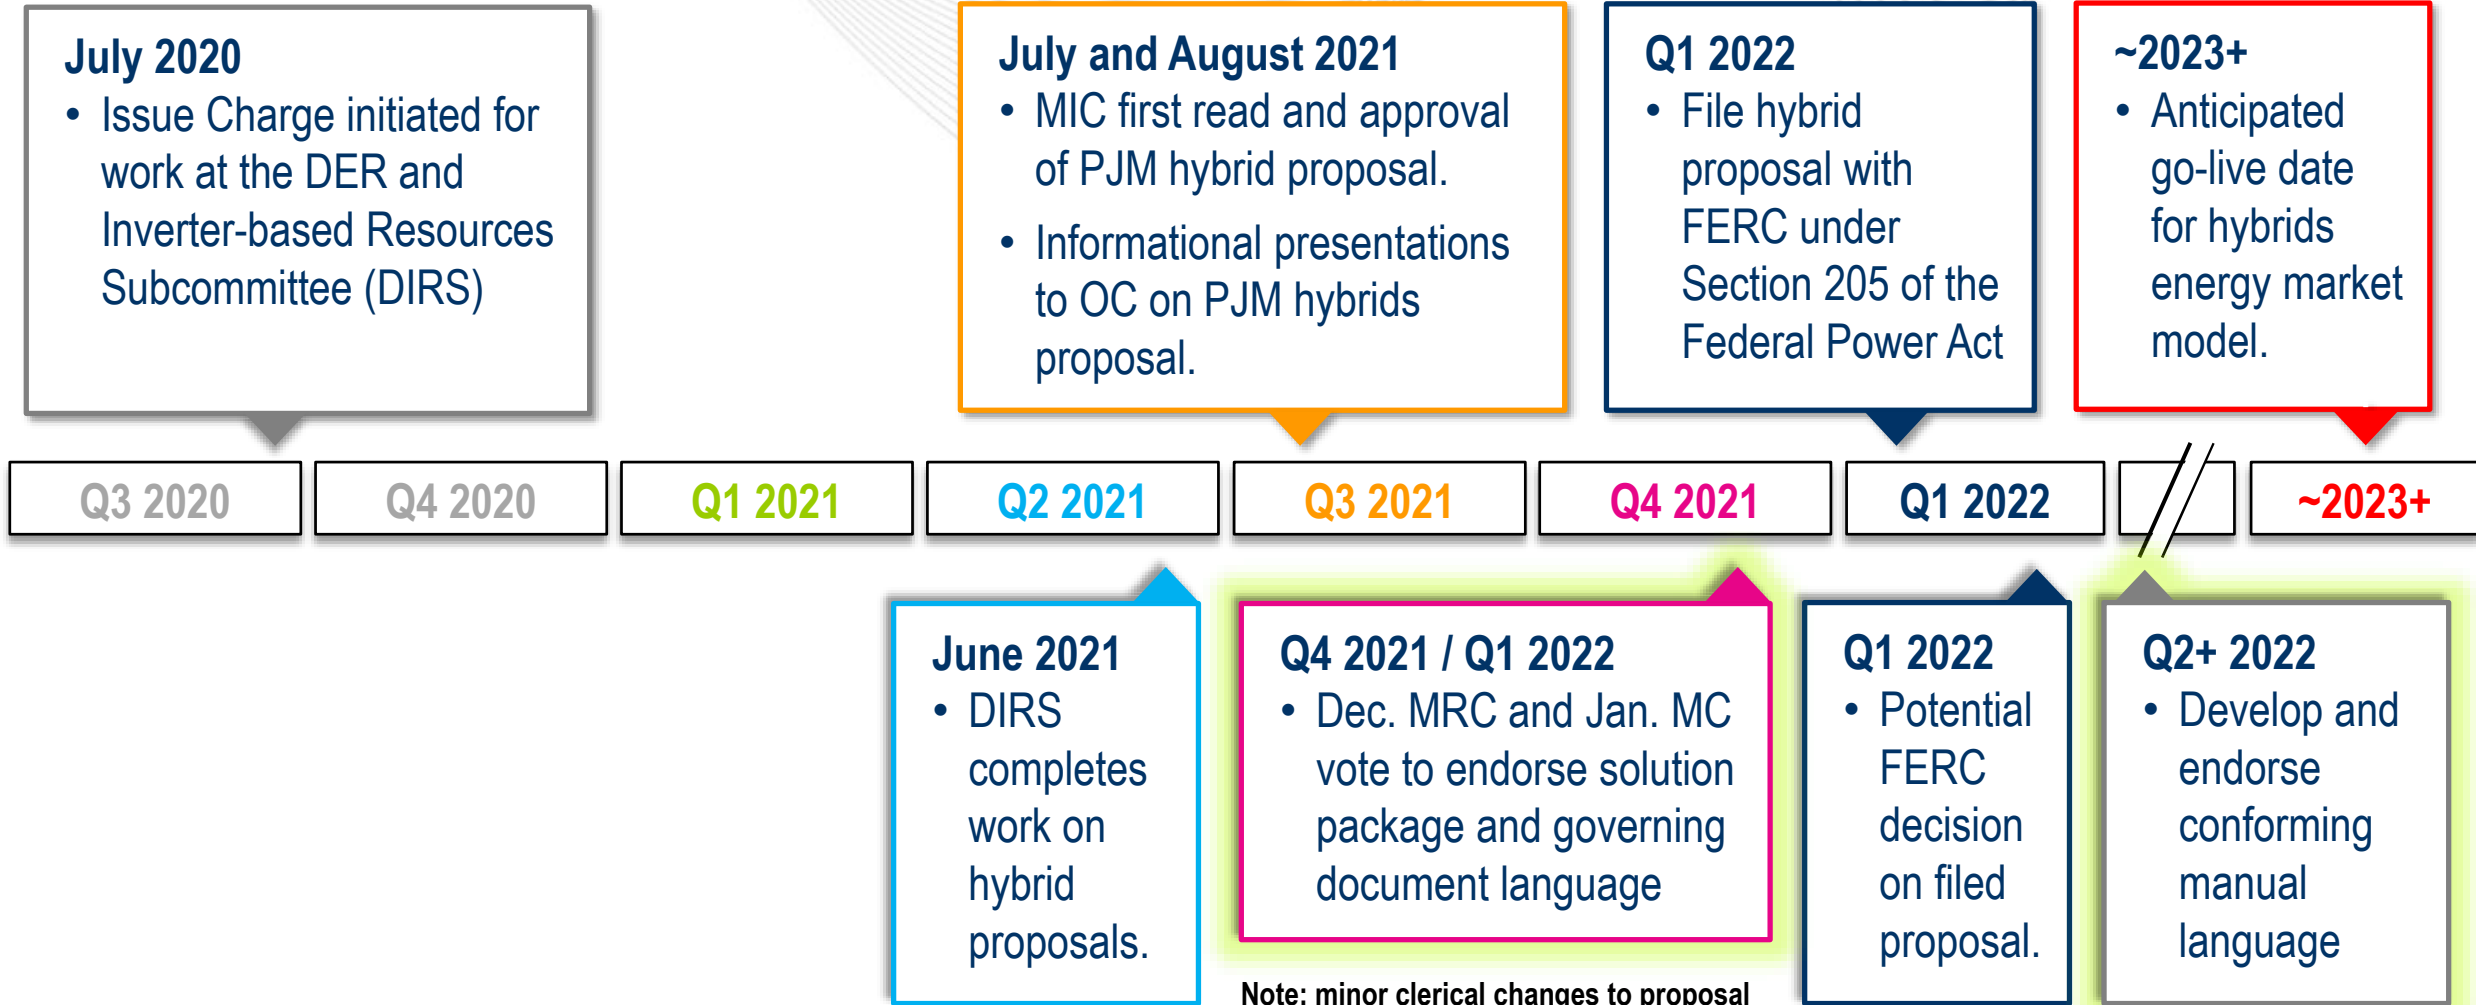 July 2020
• Issue Charge initiated for
work at the DER and
Inverter-based Resources
Subcommittee (DIRS)
July and August 2021
• MIC first read and approval
of PJM hybrid proposal.
• Informational presentations
to OC on PJM hybrids
proposal.
Q1 2022
• File hybrid
proposal with
FERC under
Section 205 of the
Federal Power Act
~2023+
• Anticipated
go-live date
for hybrids
energy market
model.
Q3 2020
Q4 2020
Q1 2021
Q2 2021
Q3 2021
Q4 2021
Q1 2022
~2023+
June 2021
• DIRS
completes
work on
hybrid
proposals.
Q4 2021 / Q1 2022
• Dec. MRC and Jan. MC
vote to endorse solution
package and governing
document language
Note: minor clerical changes to proposal
Q1 2022
• Potential
FERC
decision
on filed
proposal.
Q2+ 2022
• Develop and
endorse
conforming
manual
language